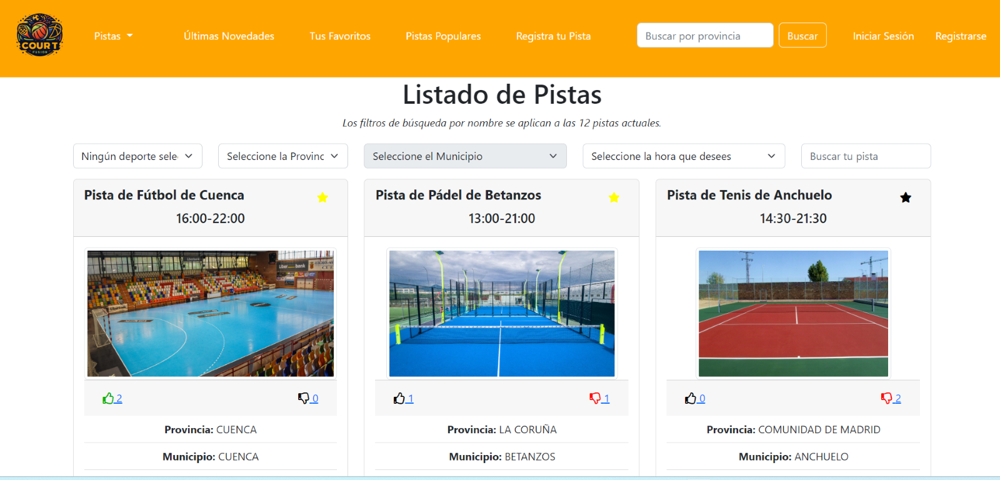 COURT
FUSION
Pistas
Últimas Novedades
Tus Favoritos
Pistas Populares
Registra tu Pista
Buscar por provincia
Buscar
Iniciar Sesión
Registrarse
Listado de Pistas
Los filtros de búsqueda por nombre se aplican a las 12 pistas actuales.
Ningún deporte sele
Seleccione la Provinc
Seleccione el Municipio
Seleccione la hora que desees
Buscar tu pista
Pista de Fútbol de Cuenca
16:00-22:00
Liberbank
Liber bank
Liberbank
2
0
Provincia: CUENCA
Municipio: CUENCA
Pista de Pádel de Betanzos
13:00-21:00
1
1
Provincia: LA CORUÑA
Municipio: BETANZOS
Pista de Tenis de Anchuelo
14:30-21:30
0
2
Provincia: COMUNIDAD DE MADRID
Municipio: ANCHUELO